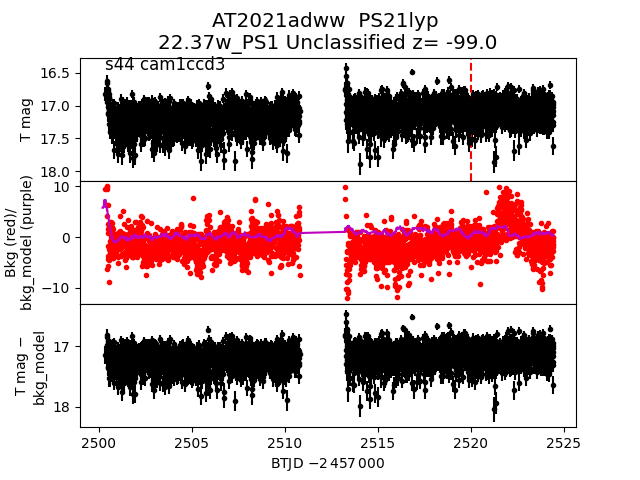 AT2021adww  PS21lyp
22.37w_PS1 Unclassified z= -99.0
s44 cam1ccd3
16.5
17.0
17.5
18.0
T mag
10
0
−10
Bkg (red)/
bkg_model (purple)
17
18
T mag −
bkg_model
2500
2505
2510
2515
2520
2525
BTJD −2 457 000